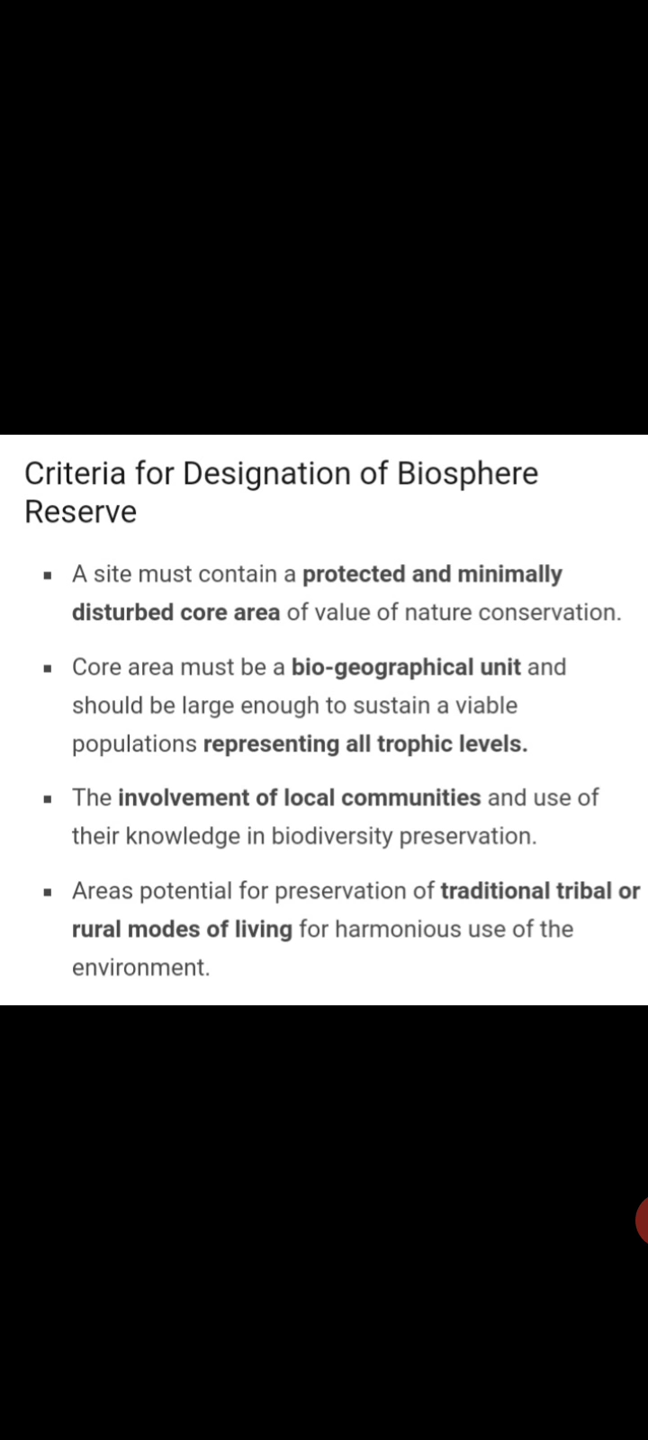 Criteria for Designation of Biosphere
Reserve
▪ A site must contain a protected and minimally
disturbed core area of value of nature conservation.
▪ Core area must be a bio-geographical unit and
should be large enough to sustain a viable
populations representing all trophic levels.
▪ The involvement of local communities and use of
their knowledge in biodiversity preservation.
▪ Areas potential for preservation of traditional tribal or
rural modes of living for harmonious use of the
environment.